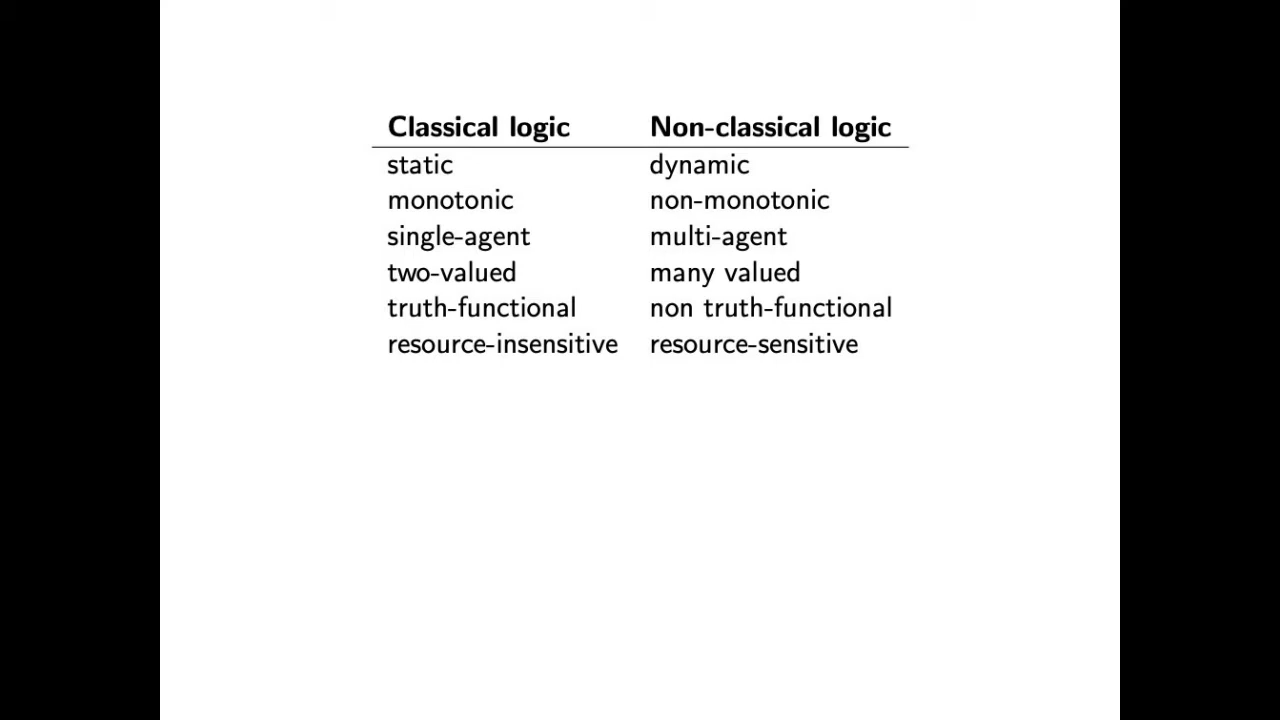 Classical logic Non-classical logic
static dynamic
monotonic non-monotonic
single-agent multi-agent
two-valued many valued
truth-functional non truth-functional
resource-insensitive resource-sensitive